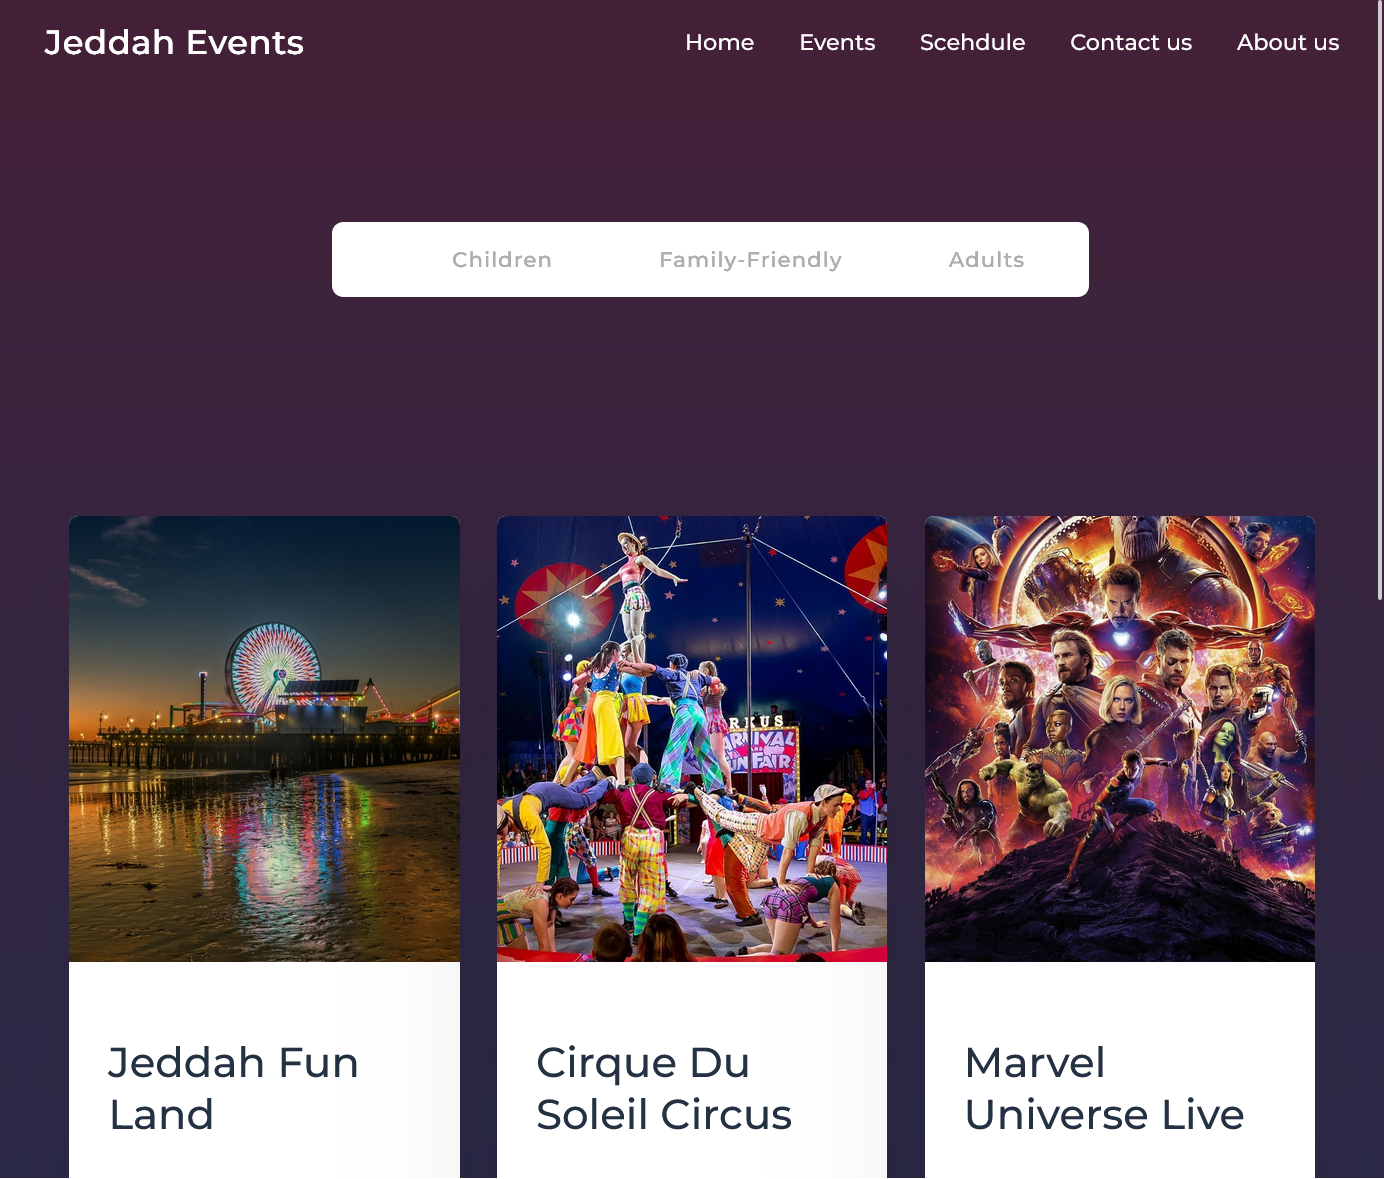 Jeddah Events
Home Events Scehdule Contact us About us
Children Family-Friendly Adults
RKUS
ARNIVAL
AND
UN FAIR
Jeddah Fun
Land
Cirque Du
Soleil Circus
Marvel
Universe Live